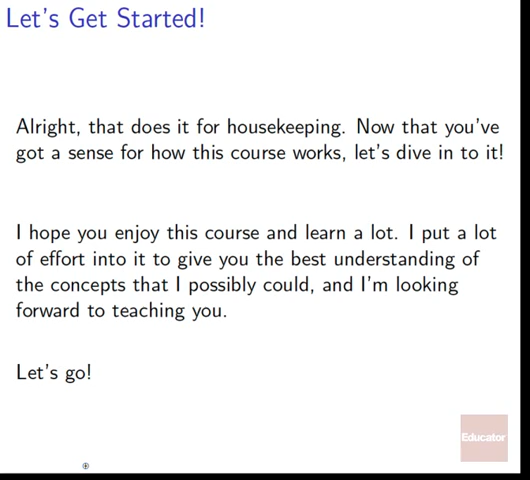 Let's Get Started!
Alright, that does it for housekeeping. Now that you've
got a sense for how this course works, let's dive in to it!
I hope you enjoy this course and learn a lot. I put a lot
of effort into it to give you the best understanding of
the concepts that I possibly could, and I'm looking
forward to teaching you.
Let's go!
Educator